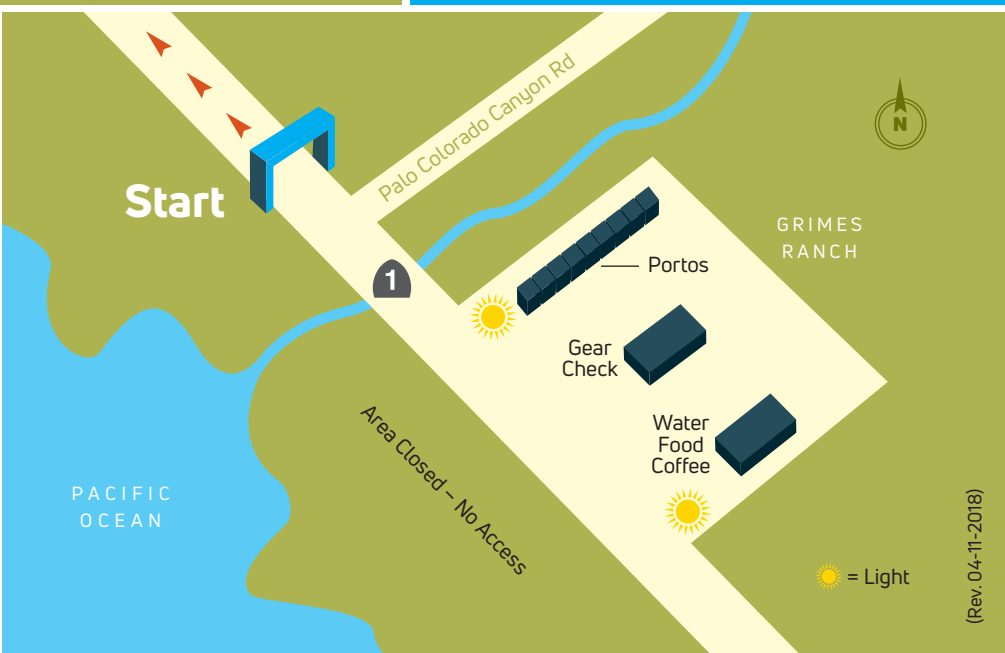 Palo Colorado Canyon Rd
N
Start
GRIMES
RANCH
1
Portos
Gear
Check
Water
Food
Coffee
Area Closed – No Access
PACIFIC
OCEAN
= Light
(Rev. 04-11-2018)